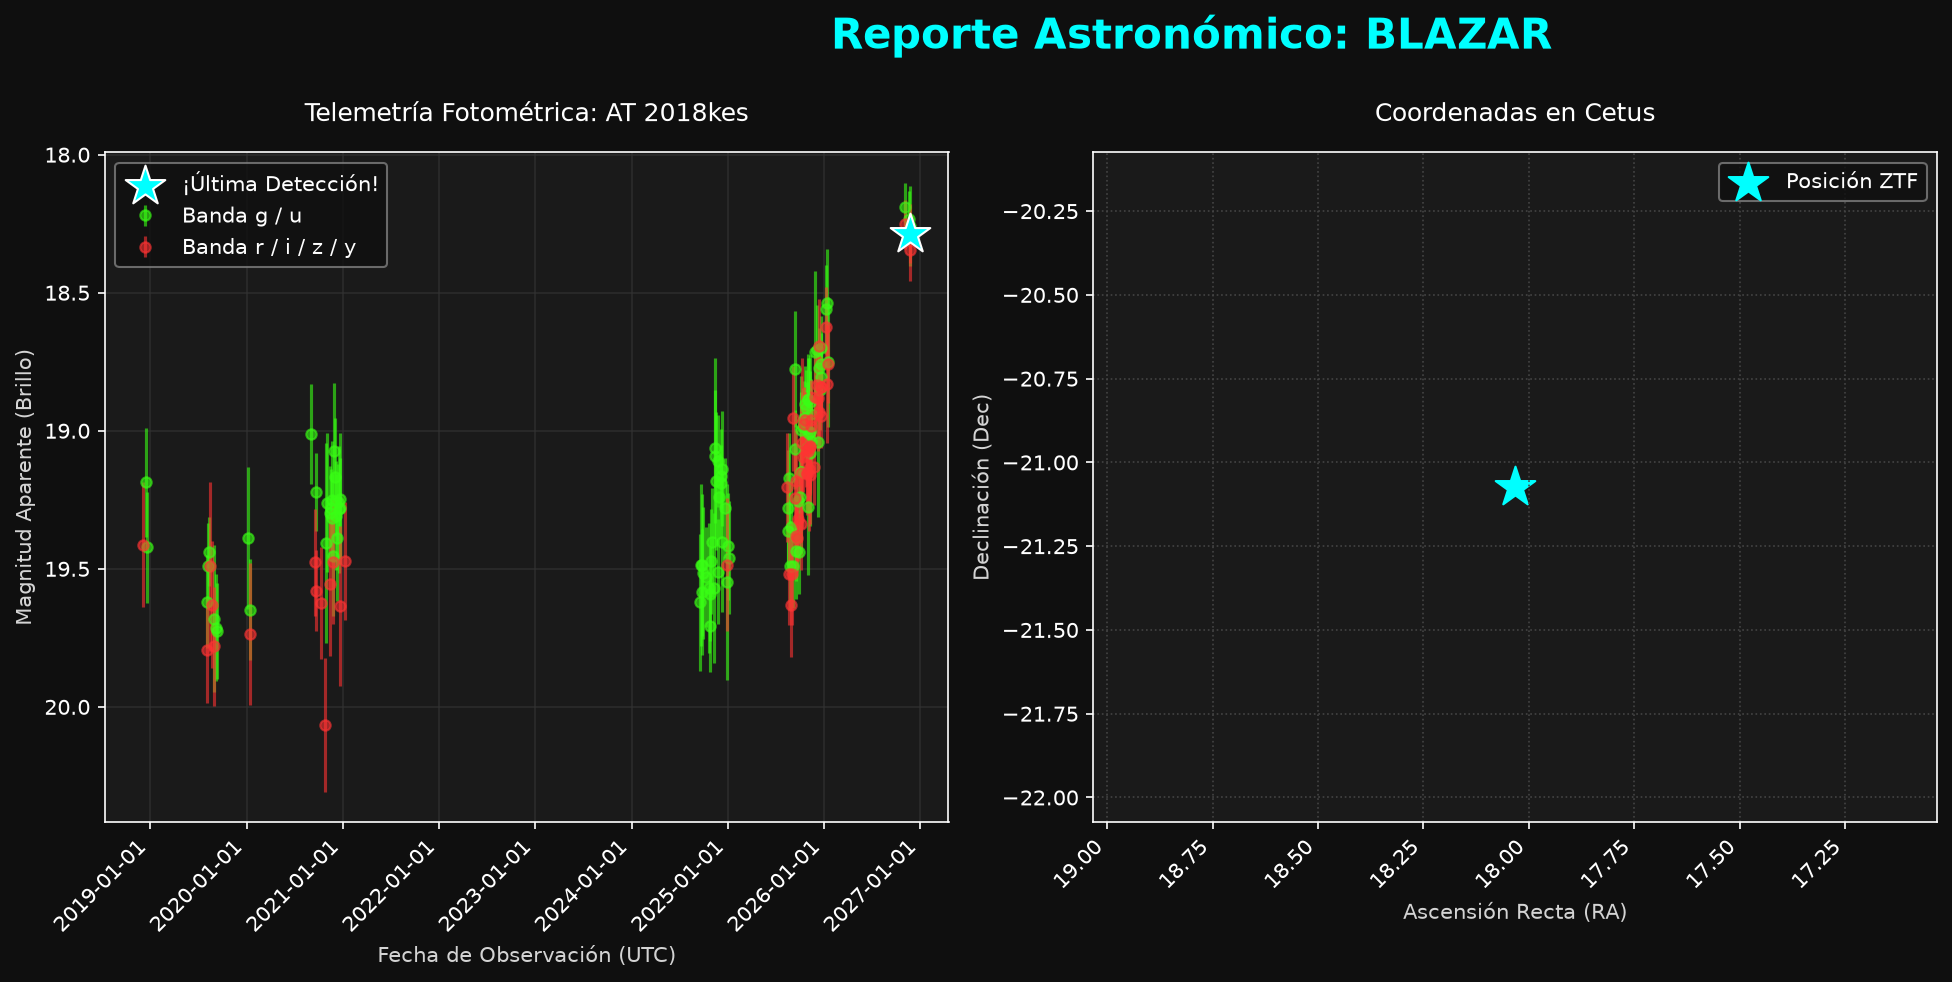 Reporte Astronómico: BLAZAR
Telemetría Fotométrica: AT 2018kes
¡Última Detección!
Banda g / u
Banda r / i / z / y
Magnitud Aparente (Brillo)
18.0
18.5
19.0
19.5
20.0
2019-01-01
2020-01-01
2021-01-01
2022-01-01
2023-01-01
2024-01-01
2025-01-01
2026-01-01
2027-01-01
Fecha de Observación (UTC)
Coordenadas en Cetus
Posición ZTF
Declinación (Dec)
−20.25
−20.50
−20.75
−21.00
−21.25
−21.50
−21.75
−22.00
19.00
18.75
18.50
18.25
18.00
17.75
17.50
17.25
Ascensión Recta (RA)